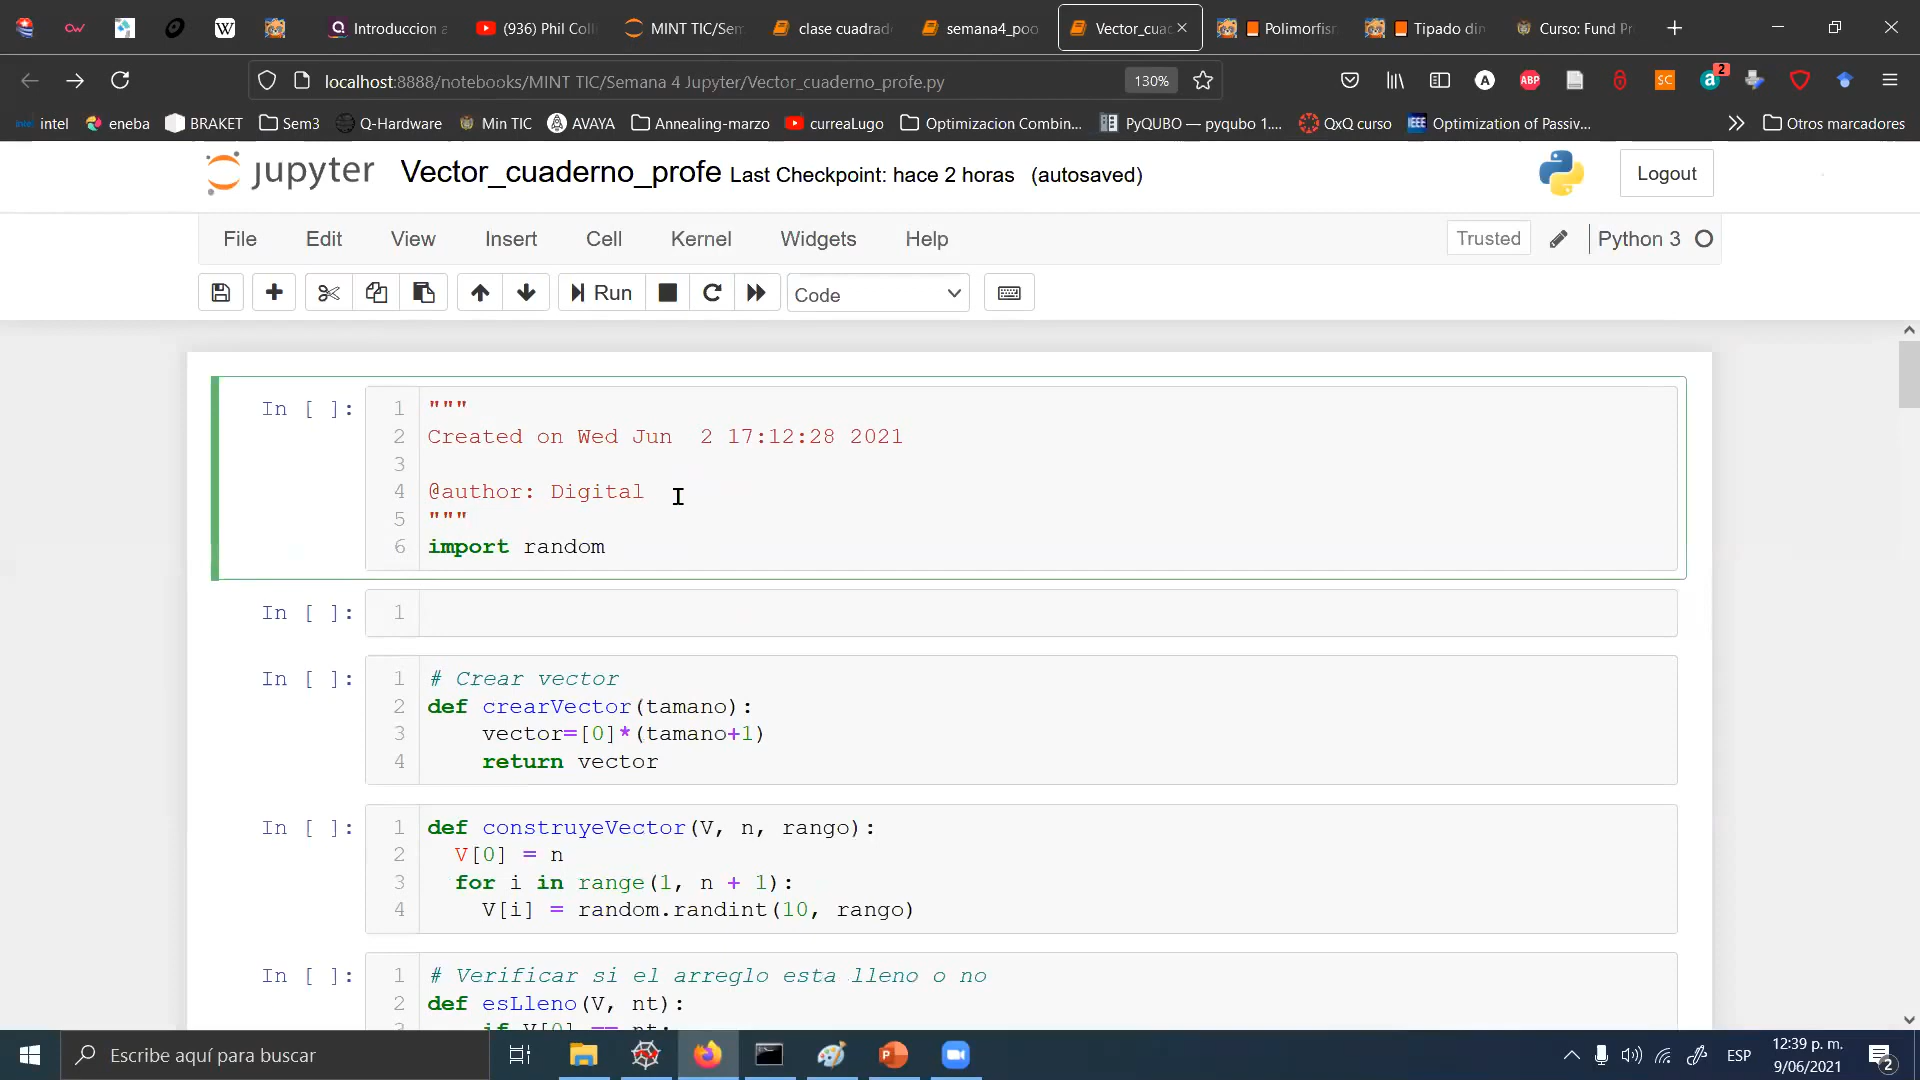 Introduccion a
(936) Phil Coll
MINT TIC/Sem
clase cuadrad
semana4_poo
Vector_cuac
Polimorfism
Tipado din
Curso: Fund Pr
localhost:8888/notebooks/MINT TIC/Semana 4 Jupyter/Vector_cuaderno_profe.py
130%
intel
eneba
BRAKET
Sem3
Q-Hardware
Min TIC
AVAYA
Annealing-marzo
curreaLugo
Optimizacion Combin...
PyQUBO — pyqubo 1....
QxQ curso
Optimization of Passiv...
Otros marcadores
jupyter Vector_cuaderno_profe Last Checkpoint: hace 2 horas (autosaved)
Logout
File Edit View Insert Cell Kernel Widgets Help
Trusted
Python 3
Run
Code
In [ ]:
1 """
2 Created on Wed Jun  2 17:12:28 2021
3
4 @author: Digital
5 """
6 import random
In [ ]:
1
In [ ]:
1 # Crear vector
2 def crearVector(tamano):
3     vector=[0]*(tamano+1)
4     return vector
In [ ]:
1 def construyeVector(V, n, rango):
2   V[0] = n
3   for i in range(1, n + 1):
4     V[i] = random.randint(10, rango)
In [ ]:
1 # Verificar si el arreglo esta lleno o no
2 def esLleno(V, nt):
3     if V[0] == nt:
Escribe aquí para buscar
ESP
12:39 p. m.
9/06/2021
2